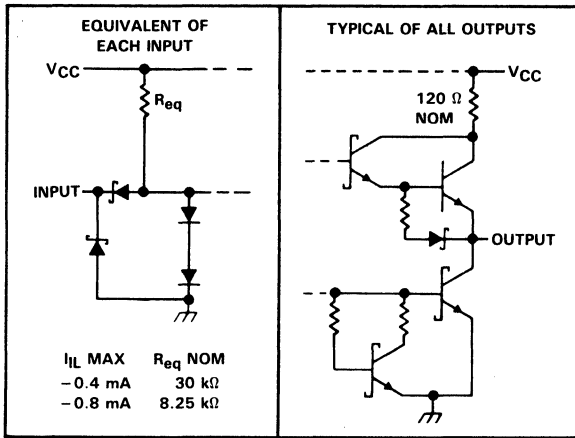 EQUIVALENT OF
EACH INPUT
VCC
Req
INPUT
IIL MAX Req NOM
−0.4 mA 30 kΩ
−0.8 mA 8.25 kΩ
TYPICAL OF ALL OUTPUTS
VCC
120 Ω
NOM
OUTPUT